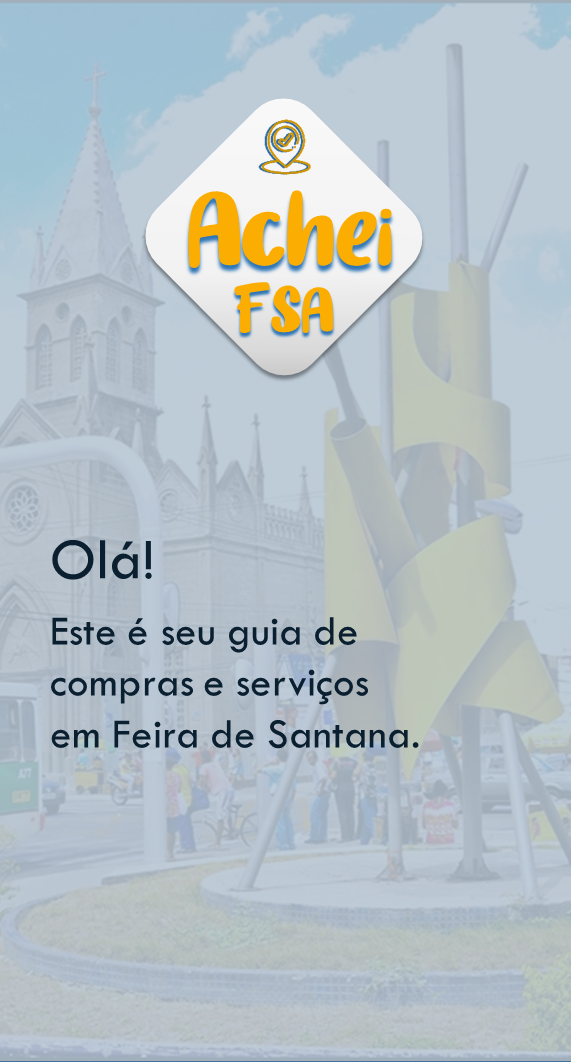 Achei
FSA
Olá!
Este é seu guia de
compras e serviços
em Feira de Santana.